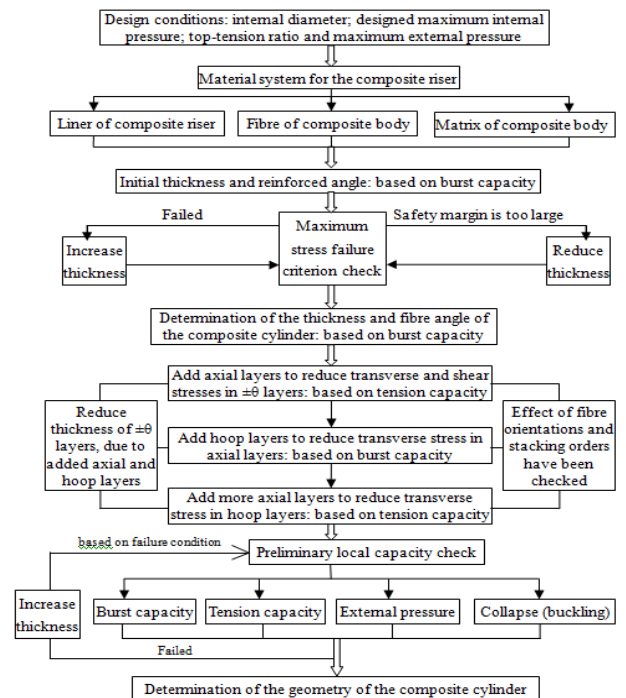 Design conditions: internal diameter; designed maximum internal
pressure; top-tension ratio and maximum external pressure
Material system for the composite riser
Liner of composite riser
Fibre of composite body
Matrix of composite body
Initial thickness and reinforced angle: based on burst capacity
Failed
Safety margin is too large
Increase
thickness
Maximum
stress failure
criterion check
Reduce
thickness
Determination of the thickness and fibre angle of
the composite cylinder: based on burst capacity
Add axial layers to reduce transverse and shear
stresses in ±θ layers: based on tension capacity
Reduce
thickness of ±θ
layers, due to
added axial and
hoop layers
Add hoop layers to reduce transverse stress in
axial layers: based on burst capacity
Effect of fibre
orientations and
stacking orders
have been
checked
Add more axial layers to reduce transverse
stress in hoop layers: based on tension capacity
based on failure condition
Preliminary local capacity check
Increase
thickness
Burst capacity
Tension capacity
External pressure
Collapse (buckling)
Failed
Determination of the geometry of the composite cylinder